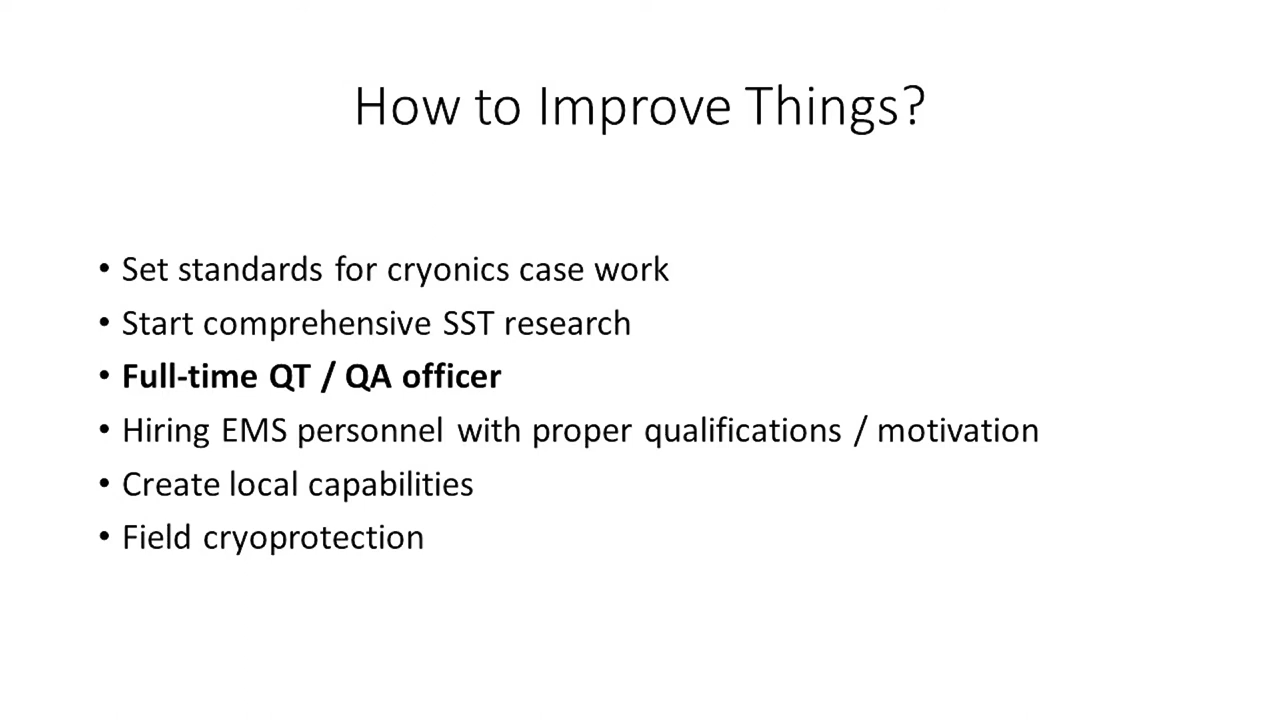 How to Improve Things?
• Set standards for cryonics case work
• Start comprehensive SST research
• Full-time QT / QA officer
• Hiring EMS personnel with proper qualifications / motivation
• Create local capabilities
• Field cryoprotection